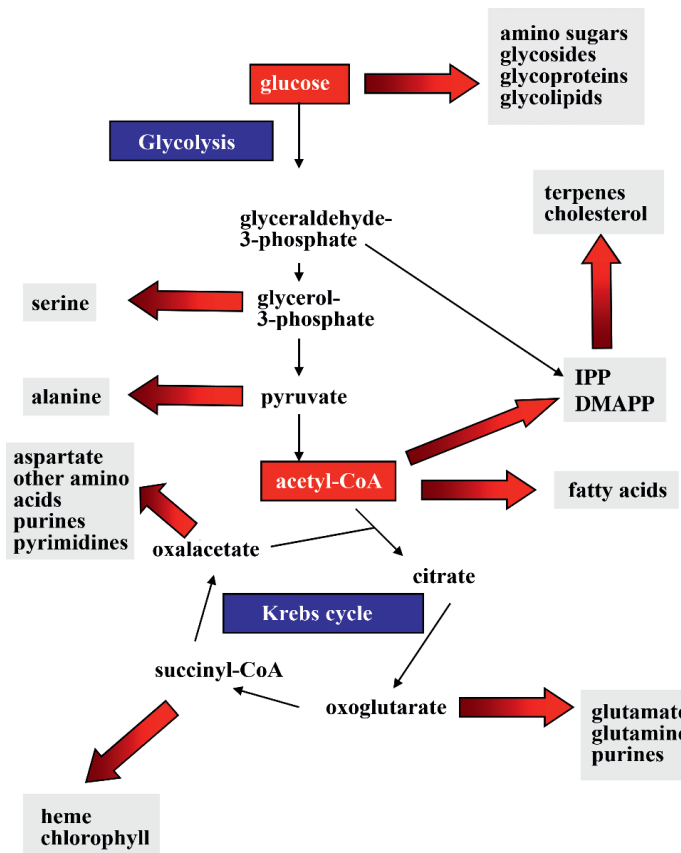 amino sugars
glycosides
glycoproteins
glycolipids
glucose
Glycolysis
terpenes
cholesterol
glyceraldehyde-
3-phosphate
serine
glycerol-
3-phosphate
IPP
DMAPP
alanine
pyruvate
aspartate
other amino
acids
purines
pyrimidines
acetyl-CoA
fatty acids
oxalacetate
citrate
Krebs cycle
succinyl-CoA
oxoglutarate
glutamat
glutamin
purines
heme
chlorophyll